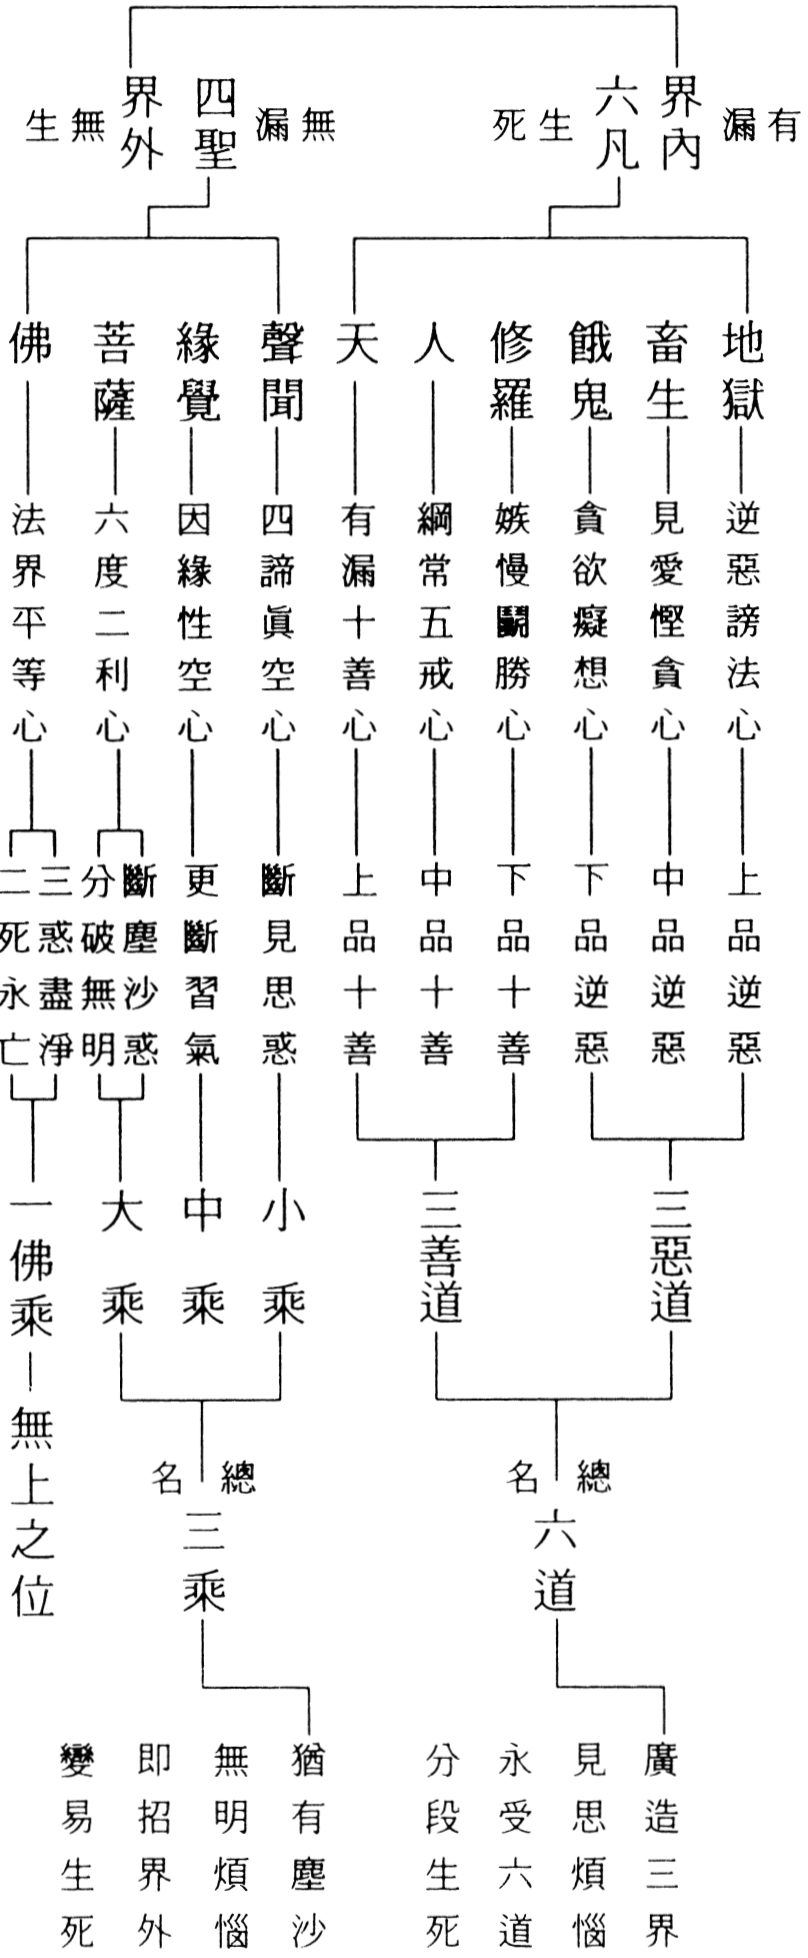 有漏
界內
六凡
生死
無漏
四聖
界外
無生
地獄
畜生
餓鬼
修羅
人
天
聲聞
緣覺
菩薩
佛
逆惡謗法心
見愛慳貪心
貪欲癡想心
嫉慢鬭勝心
綱常五戒心
有漏十善心
四諦眞空心
因緣性空心
六度二利心
法界平等心
上品逆惡
中品逆惡
下品逆惡
下品十善
中品十善
上品十善
斷見思惑
更斷習氣
斷塵沙惑
分破無明
三惑盡淨
二死永亡
三惡道
三善道
小乘
中乘
大乘
一佛乘
無上之位
總名
六道
總名
三乘
廣造三界
見思煩惱
永受六道
分段生死
猶有塵沙
無明煩惱
即招界外
變易生死